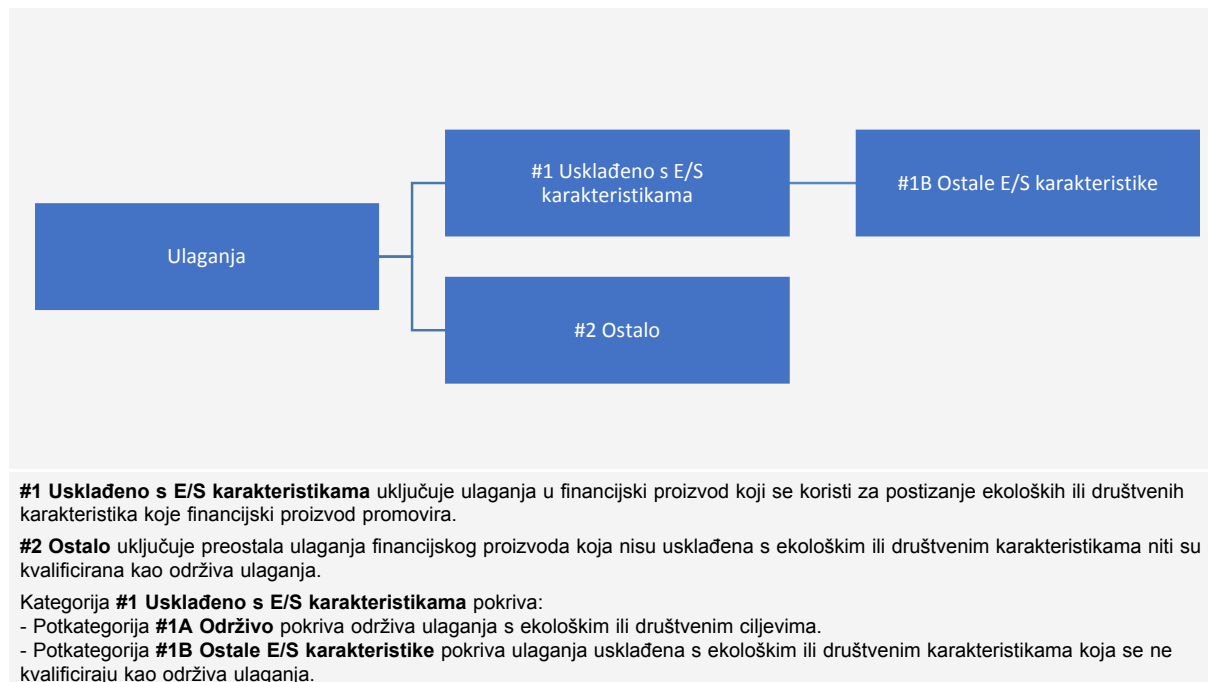 #1 Usklađeno s E/S
karakteristikama
#1B Ostale E/S karakteristike
Ulaganja
#2 Ostalo
#1 Usklađeno s E/S karakteristikama uključuje ulaganja u financijski proizvod koji se koristi za postizanje ekoloških ili društvenih
karakteristika koje financijski proizvod promovira.
#2 Ostalo uključuje preostala ulaganja financijskog proizvoda koja nisu usklađena s ekološkim ili društvenim karakteristikama niti su
kvalificirana kao održiva ulaganja.
Kategorija #1 Usklađeno s E/S karakteristikama pokriva:
- Potkategorija #1A Održivo pokriva održiva ulaganja s ekološkim ili društvenim ciljevima.
- Potkategorija #1B Ostale E/S karakteristike pokriva ulaganja usklađena s ekološkim ili društvenim karakteristikama koja se ne
kvalificiraju kao održiva ulaganja.